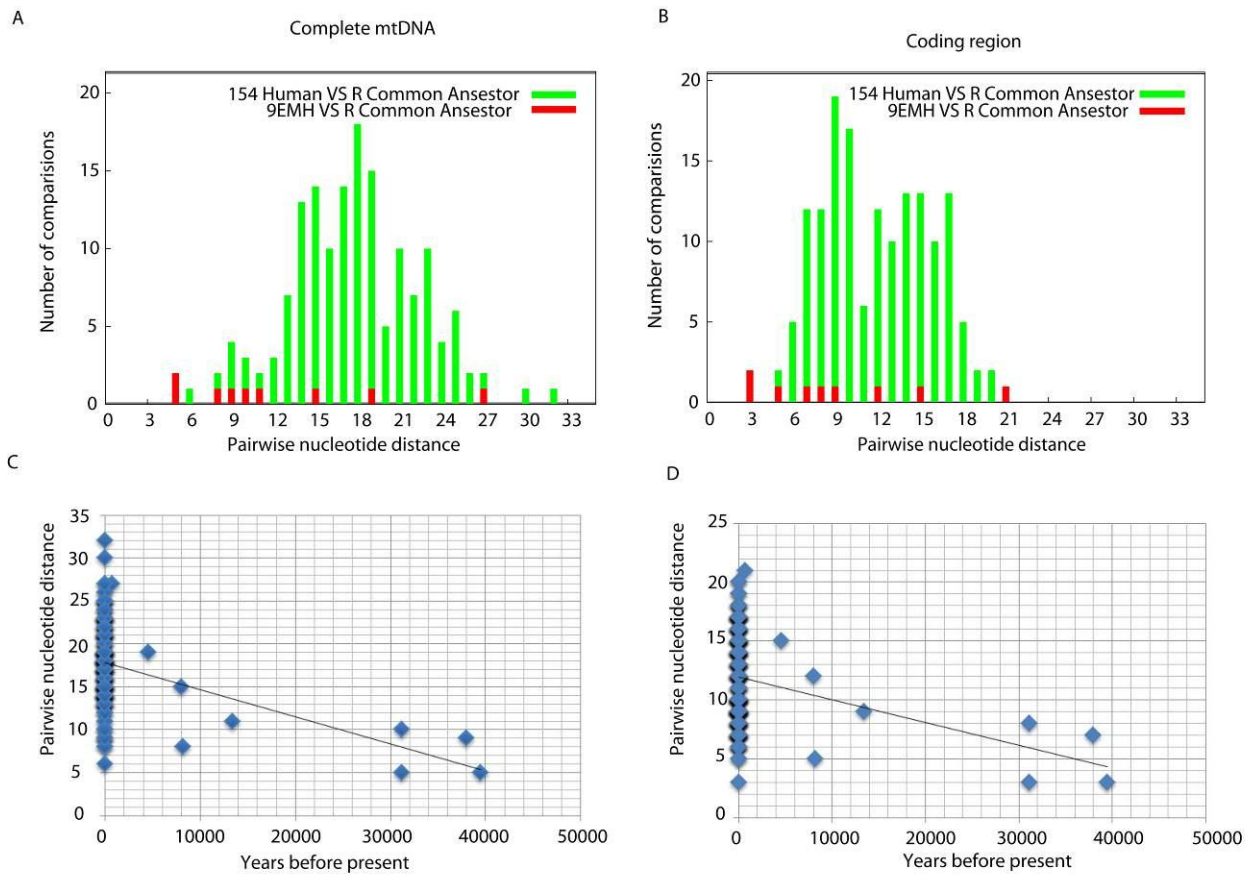 A
Complete mtDNA
154 Human VS R Common Ansestor
9EMH VS R Common Ansestor
Number of comparisions
20
15
10
5
0
0 3 6 9 12 15 18 21 24 27 30 33
Pairwise nucleotide distance
B
Coding region
154 Human VS R Common Ansestor
9EMH VS R Common Ansestor
Number of comparisions
20
15
10
5
0
0 3 6 9 12 15 18 21 24 27 30 33
Pairwise nucleotide distance
C
Pairwise nucleotide distance
35
30
25
20
15
10
5
0
0 10000 20000 30000 40000 50000
Years before present
D
Pairwise nucleotide distance
25
20
15
10
5
0
0 10000 20000 30000 40000 50000
Years before present